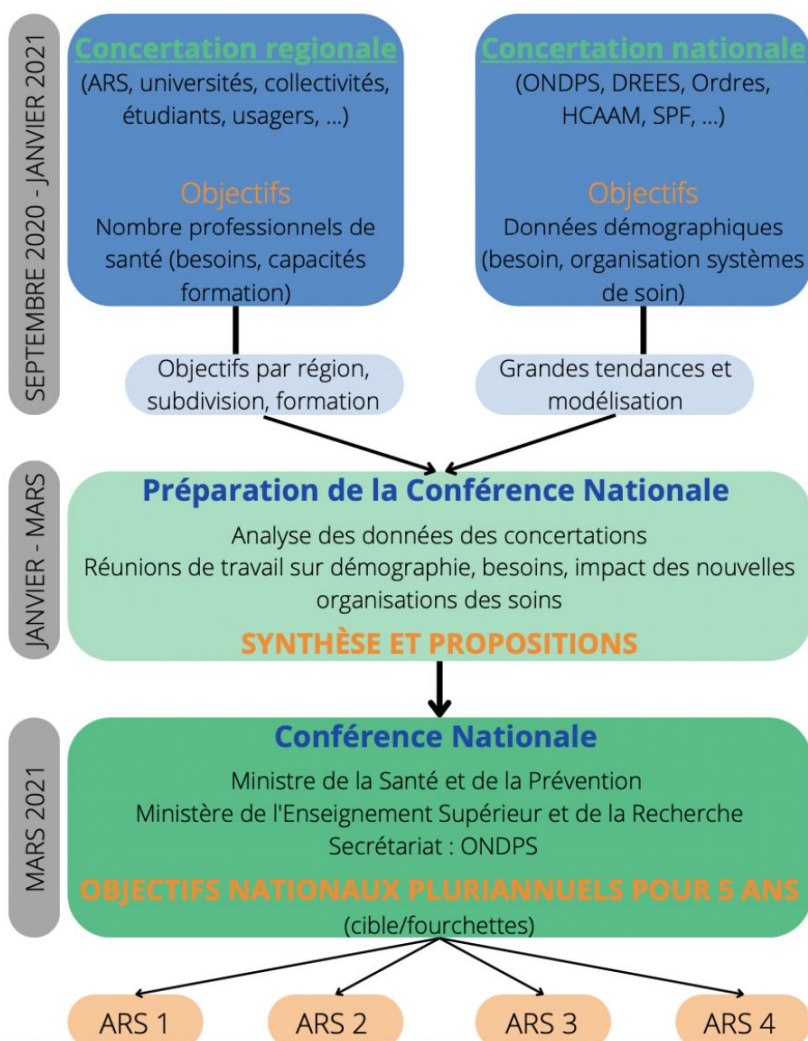 SEPTEMBRE 2020 - JANVIER 2021
Concertation regionale
(ARS, universités, collectivités,
étudiants, usagers, ...)
Objectifs
Nombre professionnels de
santé (besoins, capacités
formation)
Concertation nationale
(ONDPS, DREES, Ordres,
HCAAM, SPF, ...)
Objectifs
Données démographiques
(besoin, organisation systèmes
de soin)
Objectifs par région,
subdivision, formation
Grandes tendances et
modélisation
JANVIER - MARS
Préparation de la Conférence Nationale
Analyse des données des concertations
Réunions de travail sur démographie, besoins, impact des nouvelles
organisations des soins
SYNTHÈSE ET PROPOSITIONS
MARS 2021
Conférence Nationale
Ministre de la Santé et de la Prévention
Ministère de l'Enseignement Supérieur et de la Recherche
Secrétariat : ONDPS
OBJECTIFS NATIONAUX PLURIANNUELS POUR 5 ANS
(cible/fourchettes)
ARS 1
ARS 2
ARS 3
ARS 4